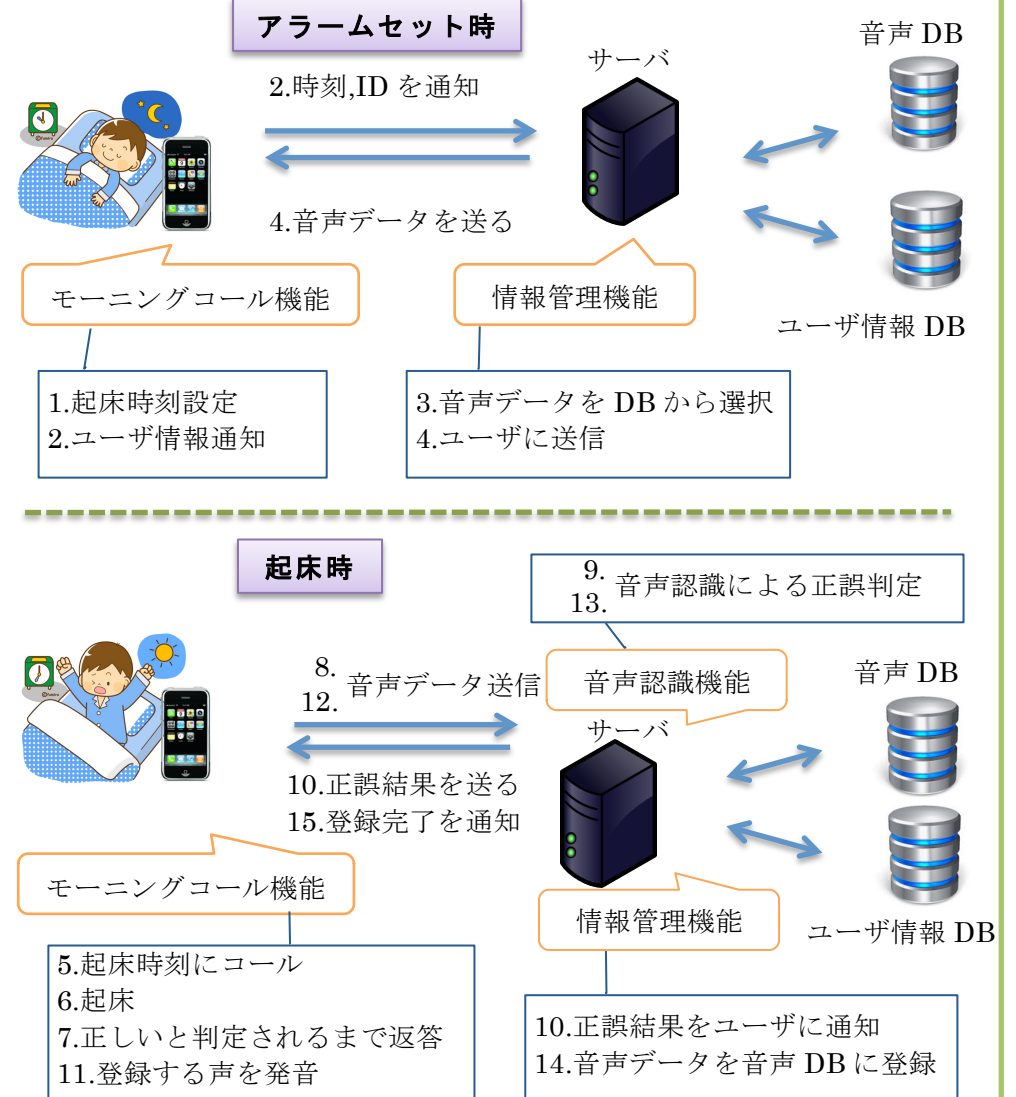 アラームセット時
音声 DB
サーバ
2.時刻,ID を通知
4.音声データを送る
モーニングコール機能
情報管理機能
ユーザ情報 DB
1.起床時刻設定
2.ユーザ情報通知
3.音声データを DB から選択
4.ユーザに送信
起床時
9.
13.
音声認識による正誤判定
8.
12.
音声データ送信
音声認識機能
音声 DB
サーバ
10.正誤結果を送る
15.登録完了を通知
モーニングコール機能
情報管理機能
ユーザ情報 DB
5.起床時刻にコール
6.起床
7.正しいと判定されるまで返答
11.登録する声を発音
10.正誤結果をユーザに通知
14.音声データを音声 DB に登録